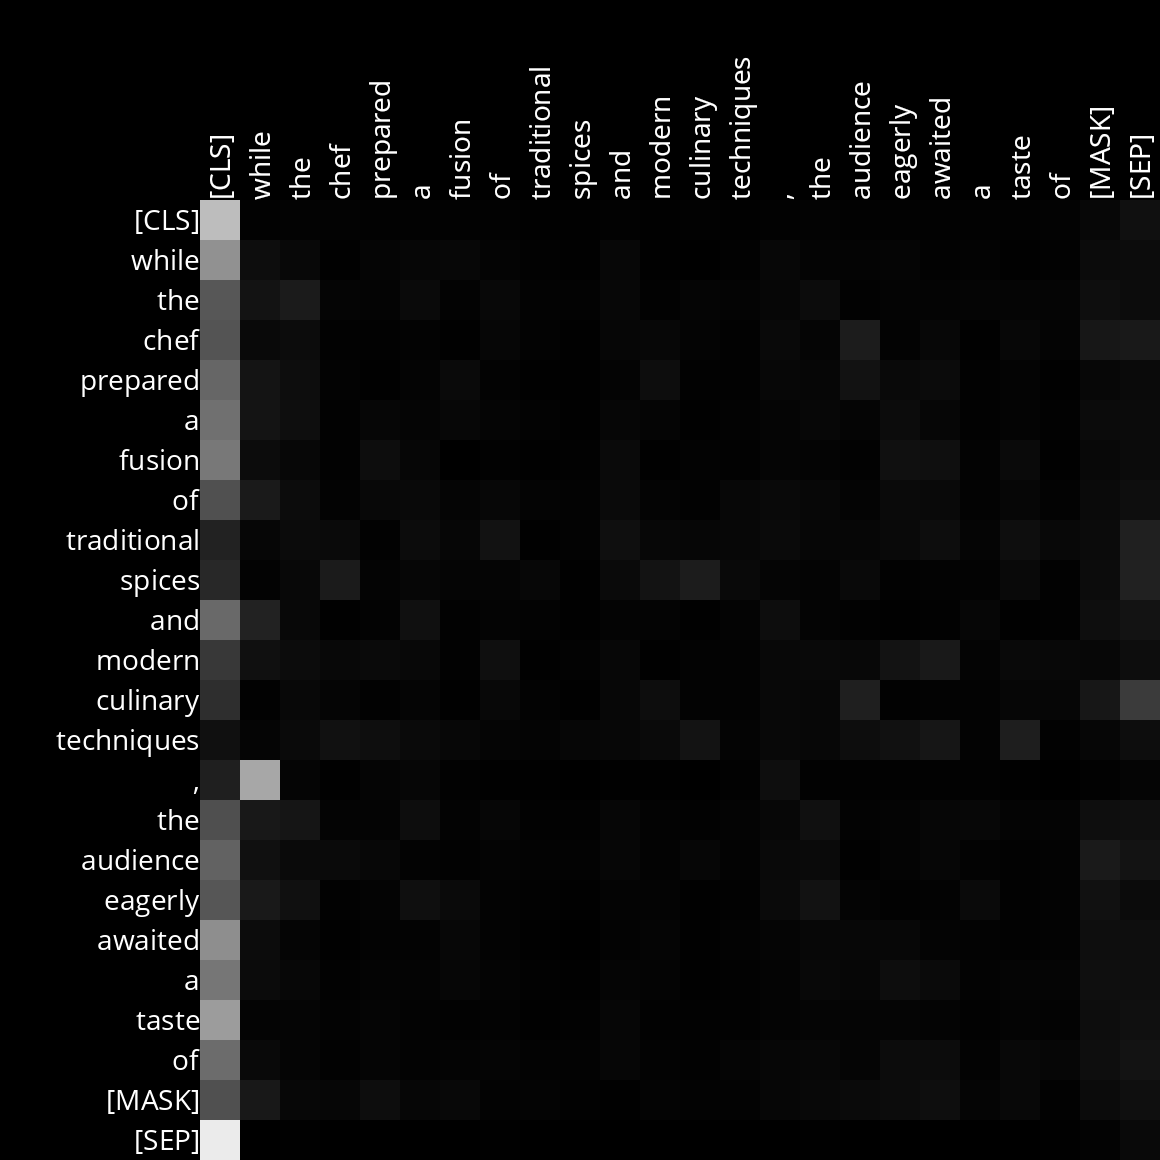 [CLS] while the chef prepared a fusion of traditional spices and modern culinary techniques , the audience eagerly awaited a taste of [MASK] [SEP]
[CLS]
while
the
chef
prepared
a
fusion
of
traditional
spices
and
modern
culinary
techniques
,
the
audience
eagerly
awaited
a
taste
of
[MASK]
[SEP]